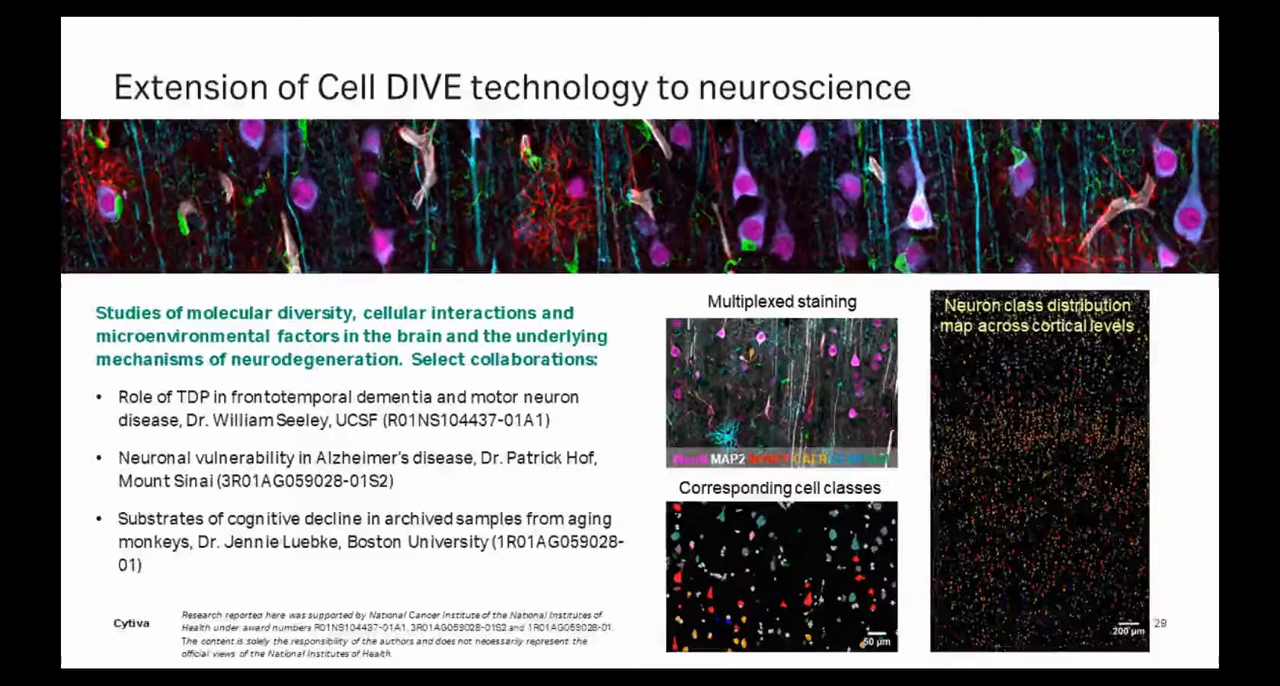 Extension of Cell DIVE technology to neuroscience
Studies of molecular diversity, cellular interactions and
microenvironmental factors in the brain and the underlying
mechanisms of neurodegeneration. Select collaborations:
• Role of TDP in frontotemporal dementia and motor neuron
disease, Dr. William Seeley, UCSF (R01NS104437-01A1)
• Neuronal vulnerability in Alzheimer's disease, Dr. Patrick Hof,
Mount Sinai (3R01AG059028-01S2)
• Substrates of cognitive decline in archived samples from aging
monkeys, Dr. Jennie Luebke, Boston University (1R01AG059028-
01)
Multiplexed staining
MAP2
Corresponding cell classes
50 µm
Neuron class distribution
map across cortical levels
200 µm
29
Cytiva
Research reported here was supported by National Cancer Institute of the National Institutes of
Health under award numbers R01NS104437-01A1, 3R01AG059028-01S2 and 1R01AG059028-01.
The content is solely the responsibility of the authors and does not necessarily represent the
official views of the National Institutes of Health.